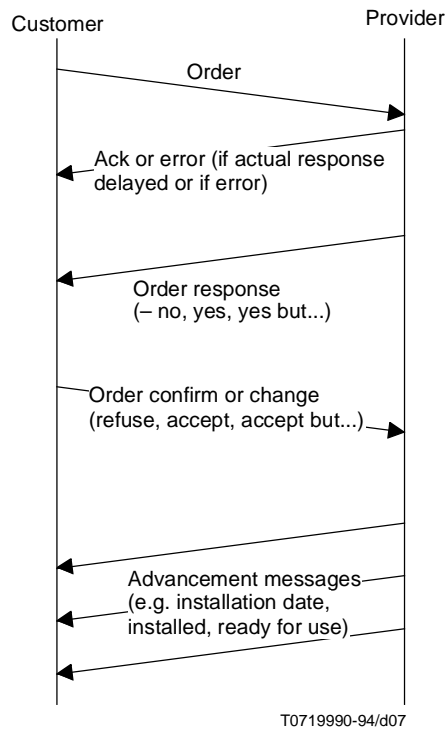 Customer
Provider
Order
Ack or error (if actual response
delayed or if error)
Order response
(– no, yes, yes but...)
Order confirm or change
(refuse, accept, accept but...)
Advancement messages
(e.g. installation date,
installed, ready for use)
T0719990-94/d07